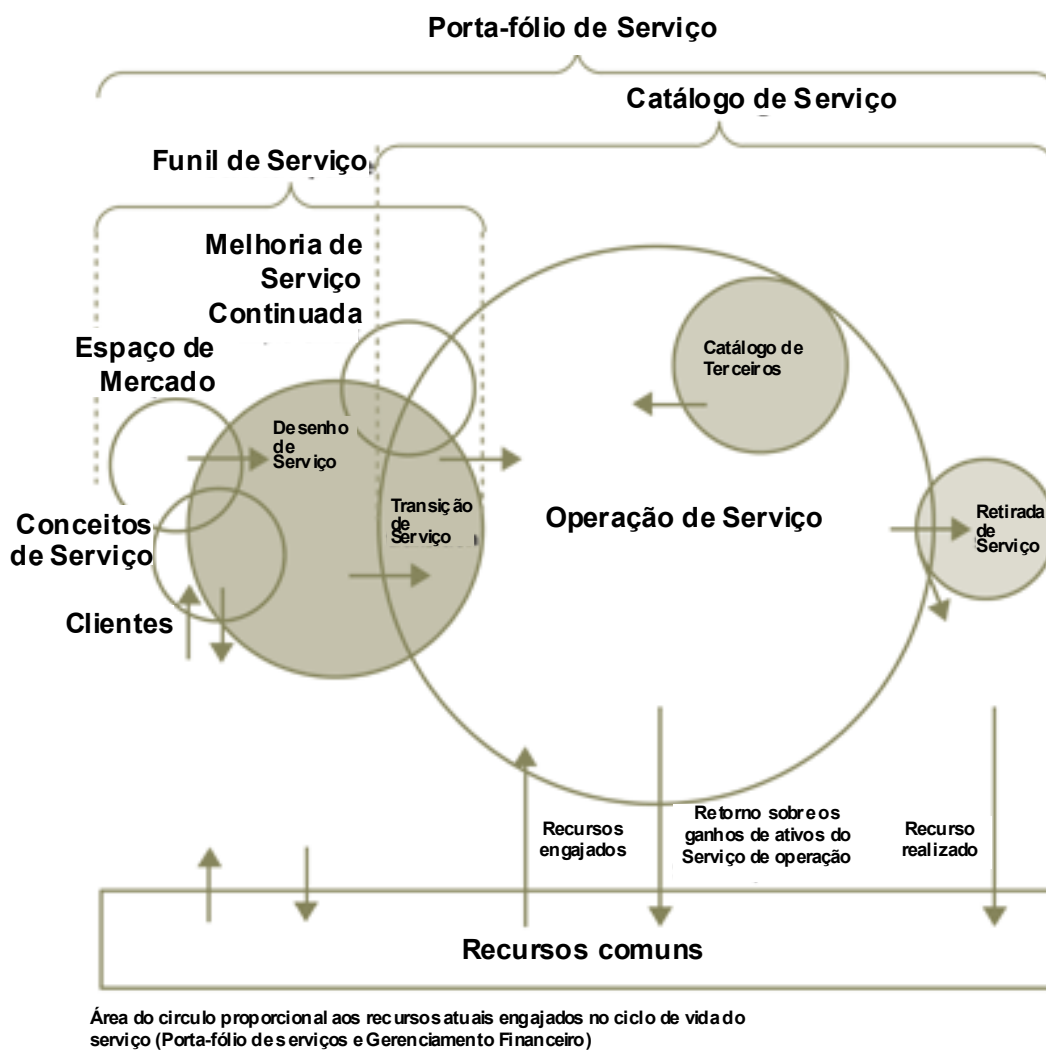 Porta-fólio de Serviço
Catálogo de Serviço
Funil de Serviço
Melhoria de
Serviço
Continuada
Espaço de
Mercado
Catálogo de
Terceiros
Desenho
de
Serviço
Conceitos
de Serviço
Transição
de
Serviço
Operação de Serviço
Retirada
de
Serviço
Clientes
Recursos
engajados
Retorno sobre os
ganhos de ativos do
Serviço de operação
Recurso
realizado
Recursos comuns
Área do circulo proporcional aos recursos atuais engajados no ciclo de vida do
serviço (Porta-fólio de serviços e Gerenciamento Financeiro)